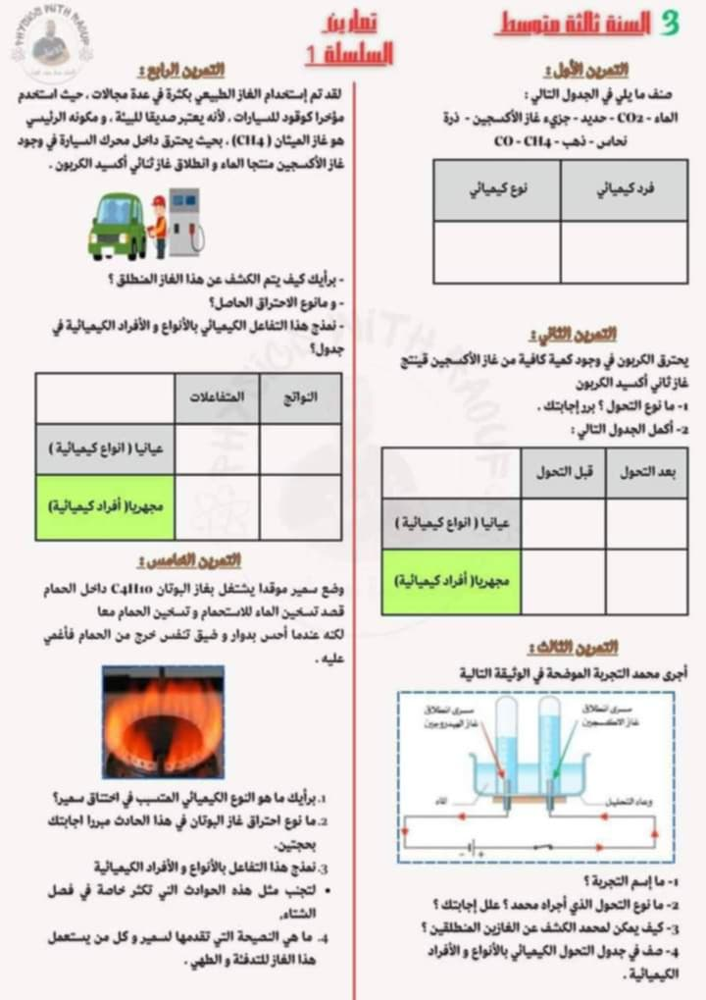 3 السنة ثالثة متوسط
تمارين
السلسلة 1
PHYSICS WITH RAOUF
التمرين الأول :
صنف ما يلي في الجدول التالي :
الماء - CO2 - حديد - جزيء غاز الأكسجين - ذرة
نحاس - ذهب - CO - CH4
فرد كيميائي
نوع كيميائي
التمرين الثاني :
يحترق الكربون في وجود كمية كافية من غاز الأكسجين فينتج
غاز ثاني أكسيد الكربون
1- ما نوع التحول ؟ برر إجابتك .
2- أكمل الجدول التالي :
بعد التحول
قبل التحول
عيانيا ( انواع كيميائية )
مجهريا( أفراد كيميائية)
التمرين الثالث :
أجرى محمد التجربة الموضحة في الوثيقة التالية
مسرى انطلاق
غاز الاكسجين
مسرى انطلاق
غاز الهيدروجين
وعاء التحليل
الماء
- +
1- ما إسم التجربة ؟
2- ما نوع التحول الذي أجراه محمد ؟ علل إجابتك ؟
3- كيف يمكن لمحمد الكشف عن الغازين المنطلقين ؟
4- صف في جدول التحول الكيميائي بالأنواع و الأفراد
الكيميائية .
التمرين الرابع :
لقد تم إستخدام الغاز الطبيعي بكثرة في عدة مجالات ، حيث استخدم
مؤخرا كوقود للسيارات ، لأنه يعتبر صديقا للبيئة ، و مكونه الرئيسي
هو غاز الميثان ( CH4) ، بحيث يحترق داخل محرك السيارة في وجود
غاز الأكسجين منتجا الماء و انطلاق غاز ثنائي أكسيد الكربون .
- برأيك كيف يتم الكشف عن هذا الغاز المنطلق ؟
- و مانوع الاحتراق الحاصل؟
- نمذج هذا التفاعل الكيميائي بالأنواع و الأفراد الكيميائية في
جدول؟
النواتج
المتفاعلات
عيانيا ( انواع كيميائية )
مجهريا( أفراد كيميائية)
التمرين الخامس :
وضع سمير موقدا يشتغل بغاز البوتان C4H10 داخل الحمام
قصد تسخين الماء للاستحمام و تسخين الحمام معا
لكنه عندما أحس بدوار و ضيق تنفس خرج من الحمام فأغمي
عليه .
1. برأيك ما هو النوع الكيميائي المتسبب في اختناق سمير؟
2. ما نوع احتراق غاز البوتان في هذا الحادث مبررا اجابتك
بحجتين.
3. نمذج هذا التفاعل بالأنواع و الأفراد الكيميائية
• لتجنب مثل هذه الحوادث التي تكثر خاصة في فصل
الشتاء,
4. ما هي النصيحة التي تقدمها لسمير و كل من يستعمل
هذا الغاز للتدفئة و الطهي .